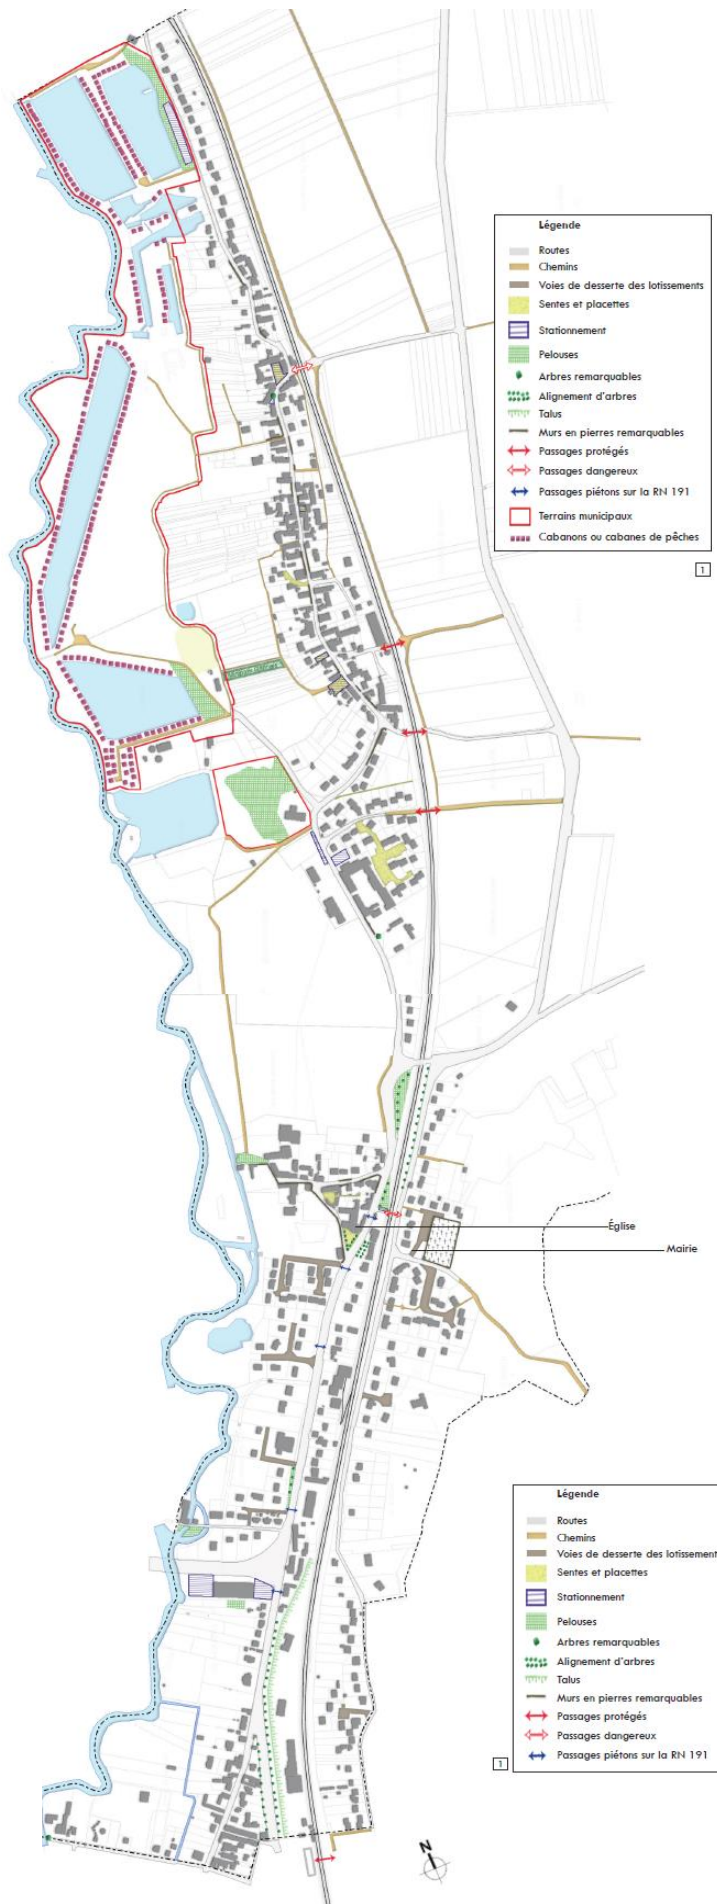 Légende
Routes
Chemins
Voies de desserte des lotissements
Sentes et placettes
Stationnement
Pelouses
Arbres remarquables
Alignement d'arbres
Talus
Murs en pierres remarquables
Passages protégés
Passages dangereux
Passages piétons sur la RN 191
Terrains municipaux
Cabanons ou cabanes de pêches
1
Église
Mairie
Légende
Routes
Chemins
Voies de desserte des lotissement
Sentes et placettes
Stationnement
Pelouses
Arbres remarquables
Alignement d'arbres
Talus
Murs en pierres remarquables
Passages protégés
Passages dangereux
Passages piétons sur la RN 191
1
N